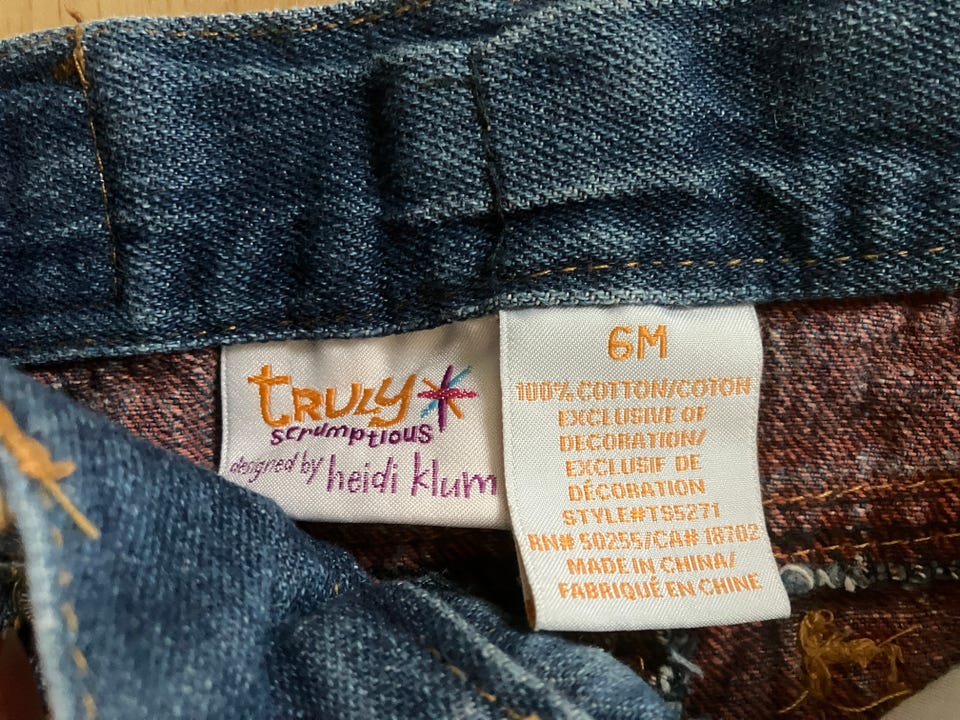 TRULY
scrumptious
designed by heidi klum
6M
100% COTTON/COTON
EXCLUSIVE OF
DECORATION/
EXCLUSIF DE
DÉCORATION
STYLE#TS5271
RN# 50255/CA# 18702
MADE IN CHINA/
FABRIQUÉ EN CHINE